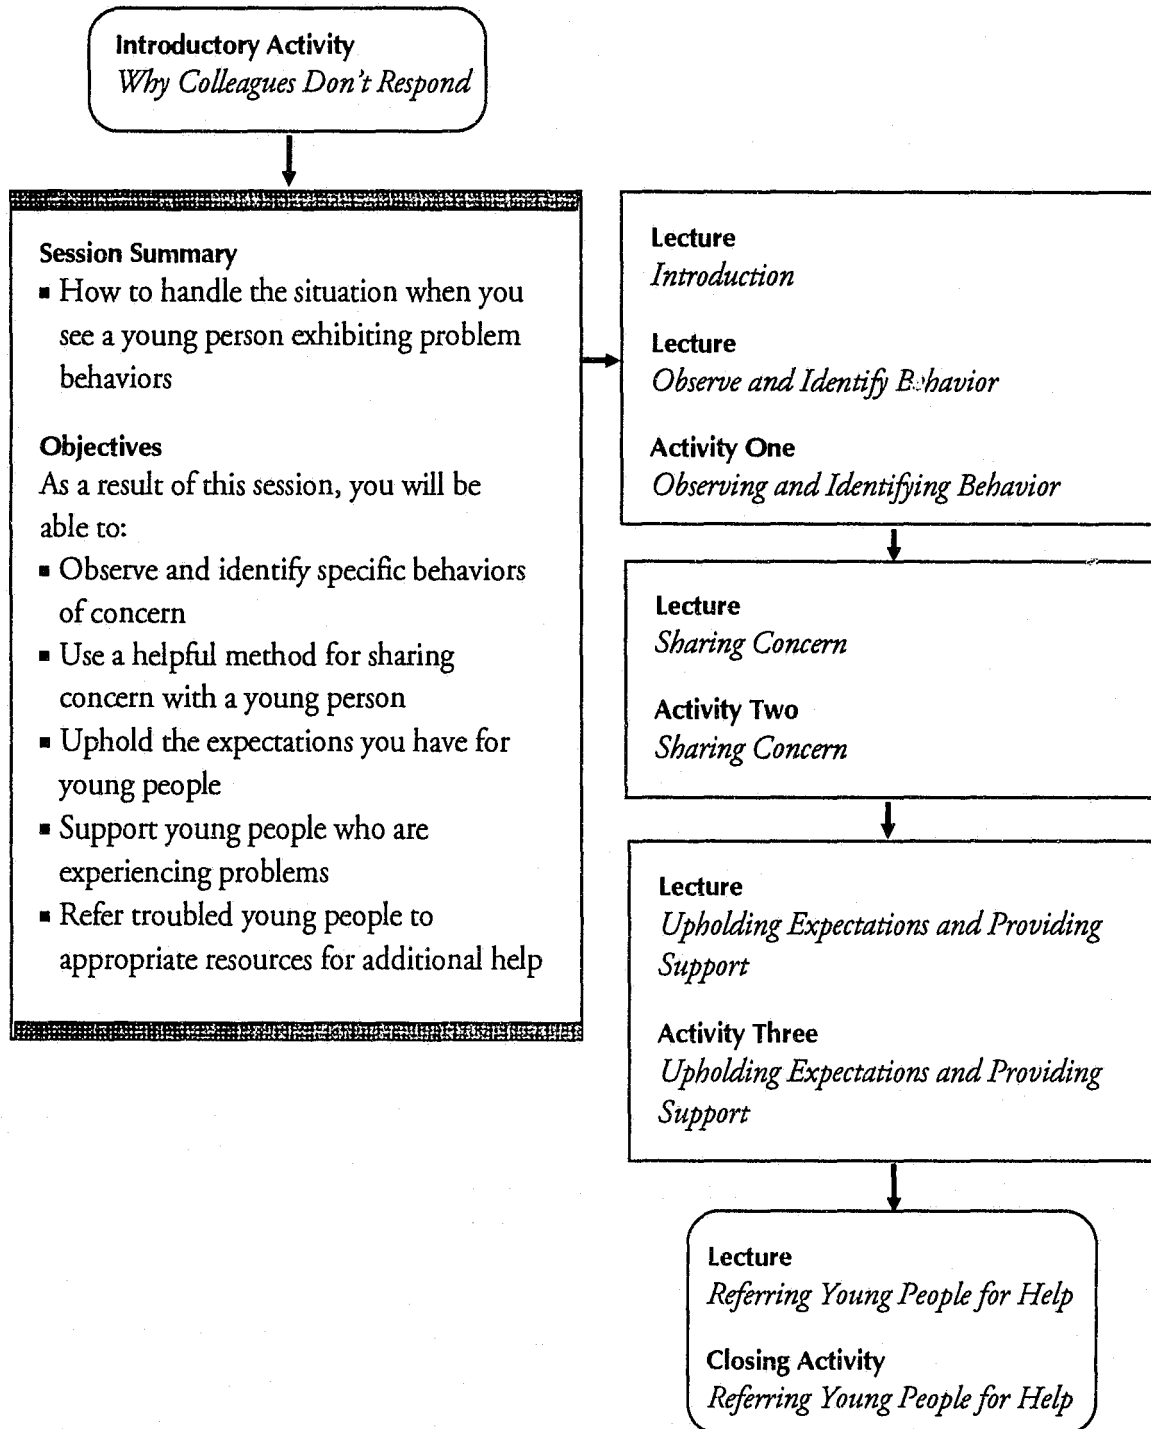 Introductory Activity
Why Colleagues Don't Respond
Session Summary
▪ How to handle the situation when you
see a young person exhibiting problem
behaviors
Objectives
As a result of this session, you will be
able to:
▪ Observe and identify specific behaviors
of concern
▪ Use a helpful method for sharing
concern with a young person
▪ Uphold the expectations you have for
young people
▪ Support young people who are
experiencing problems
▪ Refer troubled young people to
appropriate resources for additional help
Lecture
Introduction
Lecture
Observe and Identify Behavior
Activity One
Observing and Identifying Behavior
Lecture
Sharing Concern
Activity Two
Sharing Concern
Lecture
Upholding Expectations and Providing
Support
Activity Three
Upholding Expectations and Providing
Support
Lecture
Referring Young People for Help
Closing Activity
Referring Young People for Help